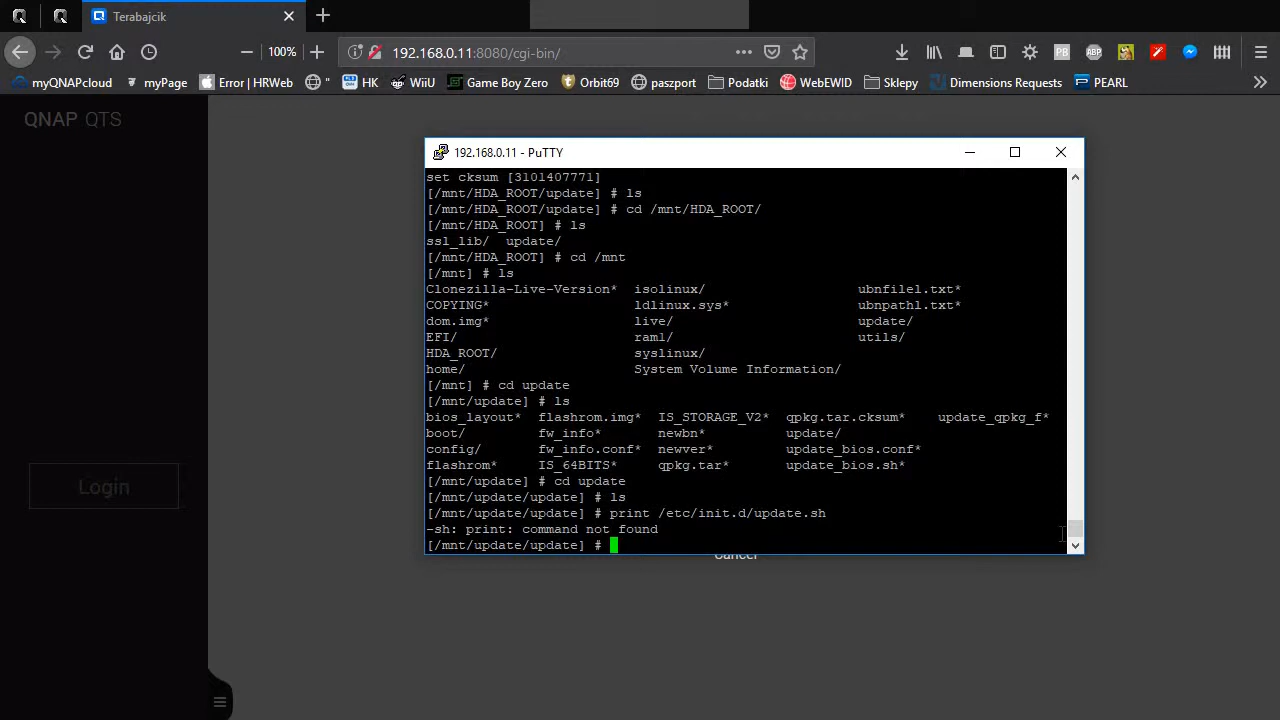 Terabajcik
100%
192.168.0.11:8080/cgi-bin/
PB
ABP
myQNAPcloud
myPage
Error | HRWeb
"
HK
WiiU
Game Boy Zero
Orbit69
paszport
Podatki
WebEWID
Sklepy
Dimensions Requests
PEARL
QNAP QTS
Login
192.168.0.11 - PuTTY
set cksum [3101407771]
[/mnt/HDA_ROOT/update] # ls
[/mnt/HDA_ROOT/update] # cd /mnt/HDA_ROOT/
[/mnt/HDA_ROOT] # ls
ssl_lib/ update/
[/mnt/HDA_ROOT] # cd /mnt
[/mnt] # ls
Clonezilla-Live-Version* isolinux/ ubnfilel.txt*
COPYING* ldlinux.sys* ubnpathl.txt*
dom.img* live/ update/
EFI/ ram1/ utils/
HDA_ROOT/ syslinux/
home/ System Volume Information/
[/mnt] # cd update
[/mnt/update] # ls
bios_layout* flashrom.img* IS_STORAGE_V2* qpkg.tar.cksum* update_qpkg_f*
boot/ fw_info* newbn* update/
config/ fw_info.conf* newver* update_bios.conf*
flashrom* IS_64BITS* qpkg.tar* update_bios.sh*
[/mnt/update] # cd update
[/mnt/update/update] # ls
[/mnt/update/update] # print /etc/init.d/update.sh
-sh: print: command not found
[/mnt/update/update] #
Cancel